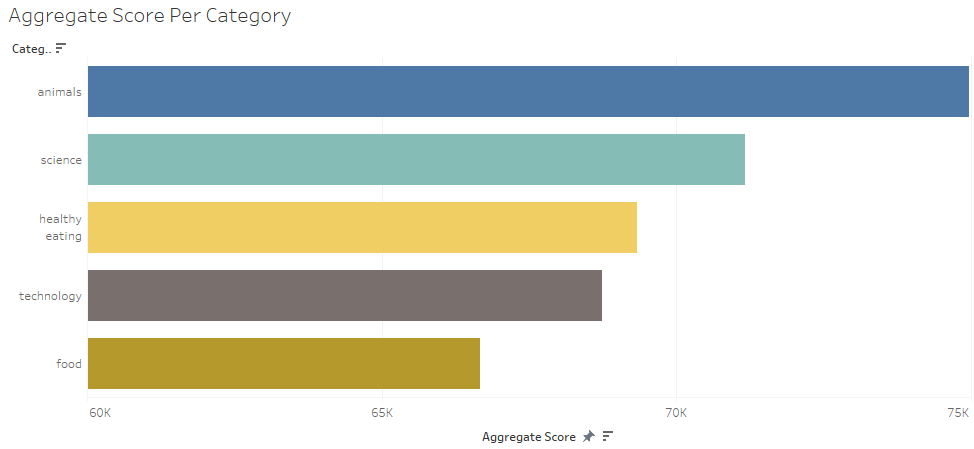 Aggregate Score Per Category
Categ..
animals
science
healthy
eating
technology
food
60K 65K 70K 75K
Aggregate Score